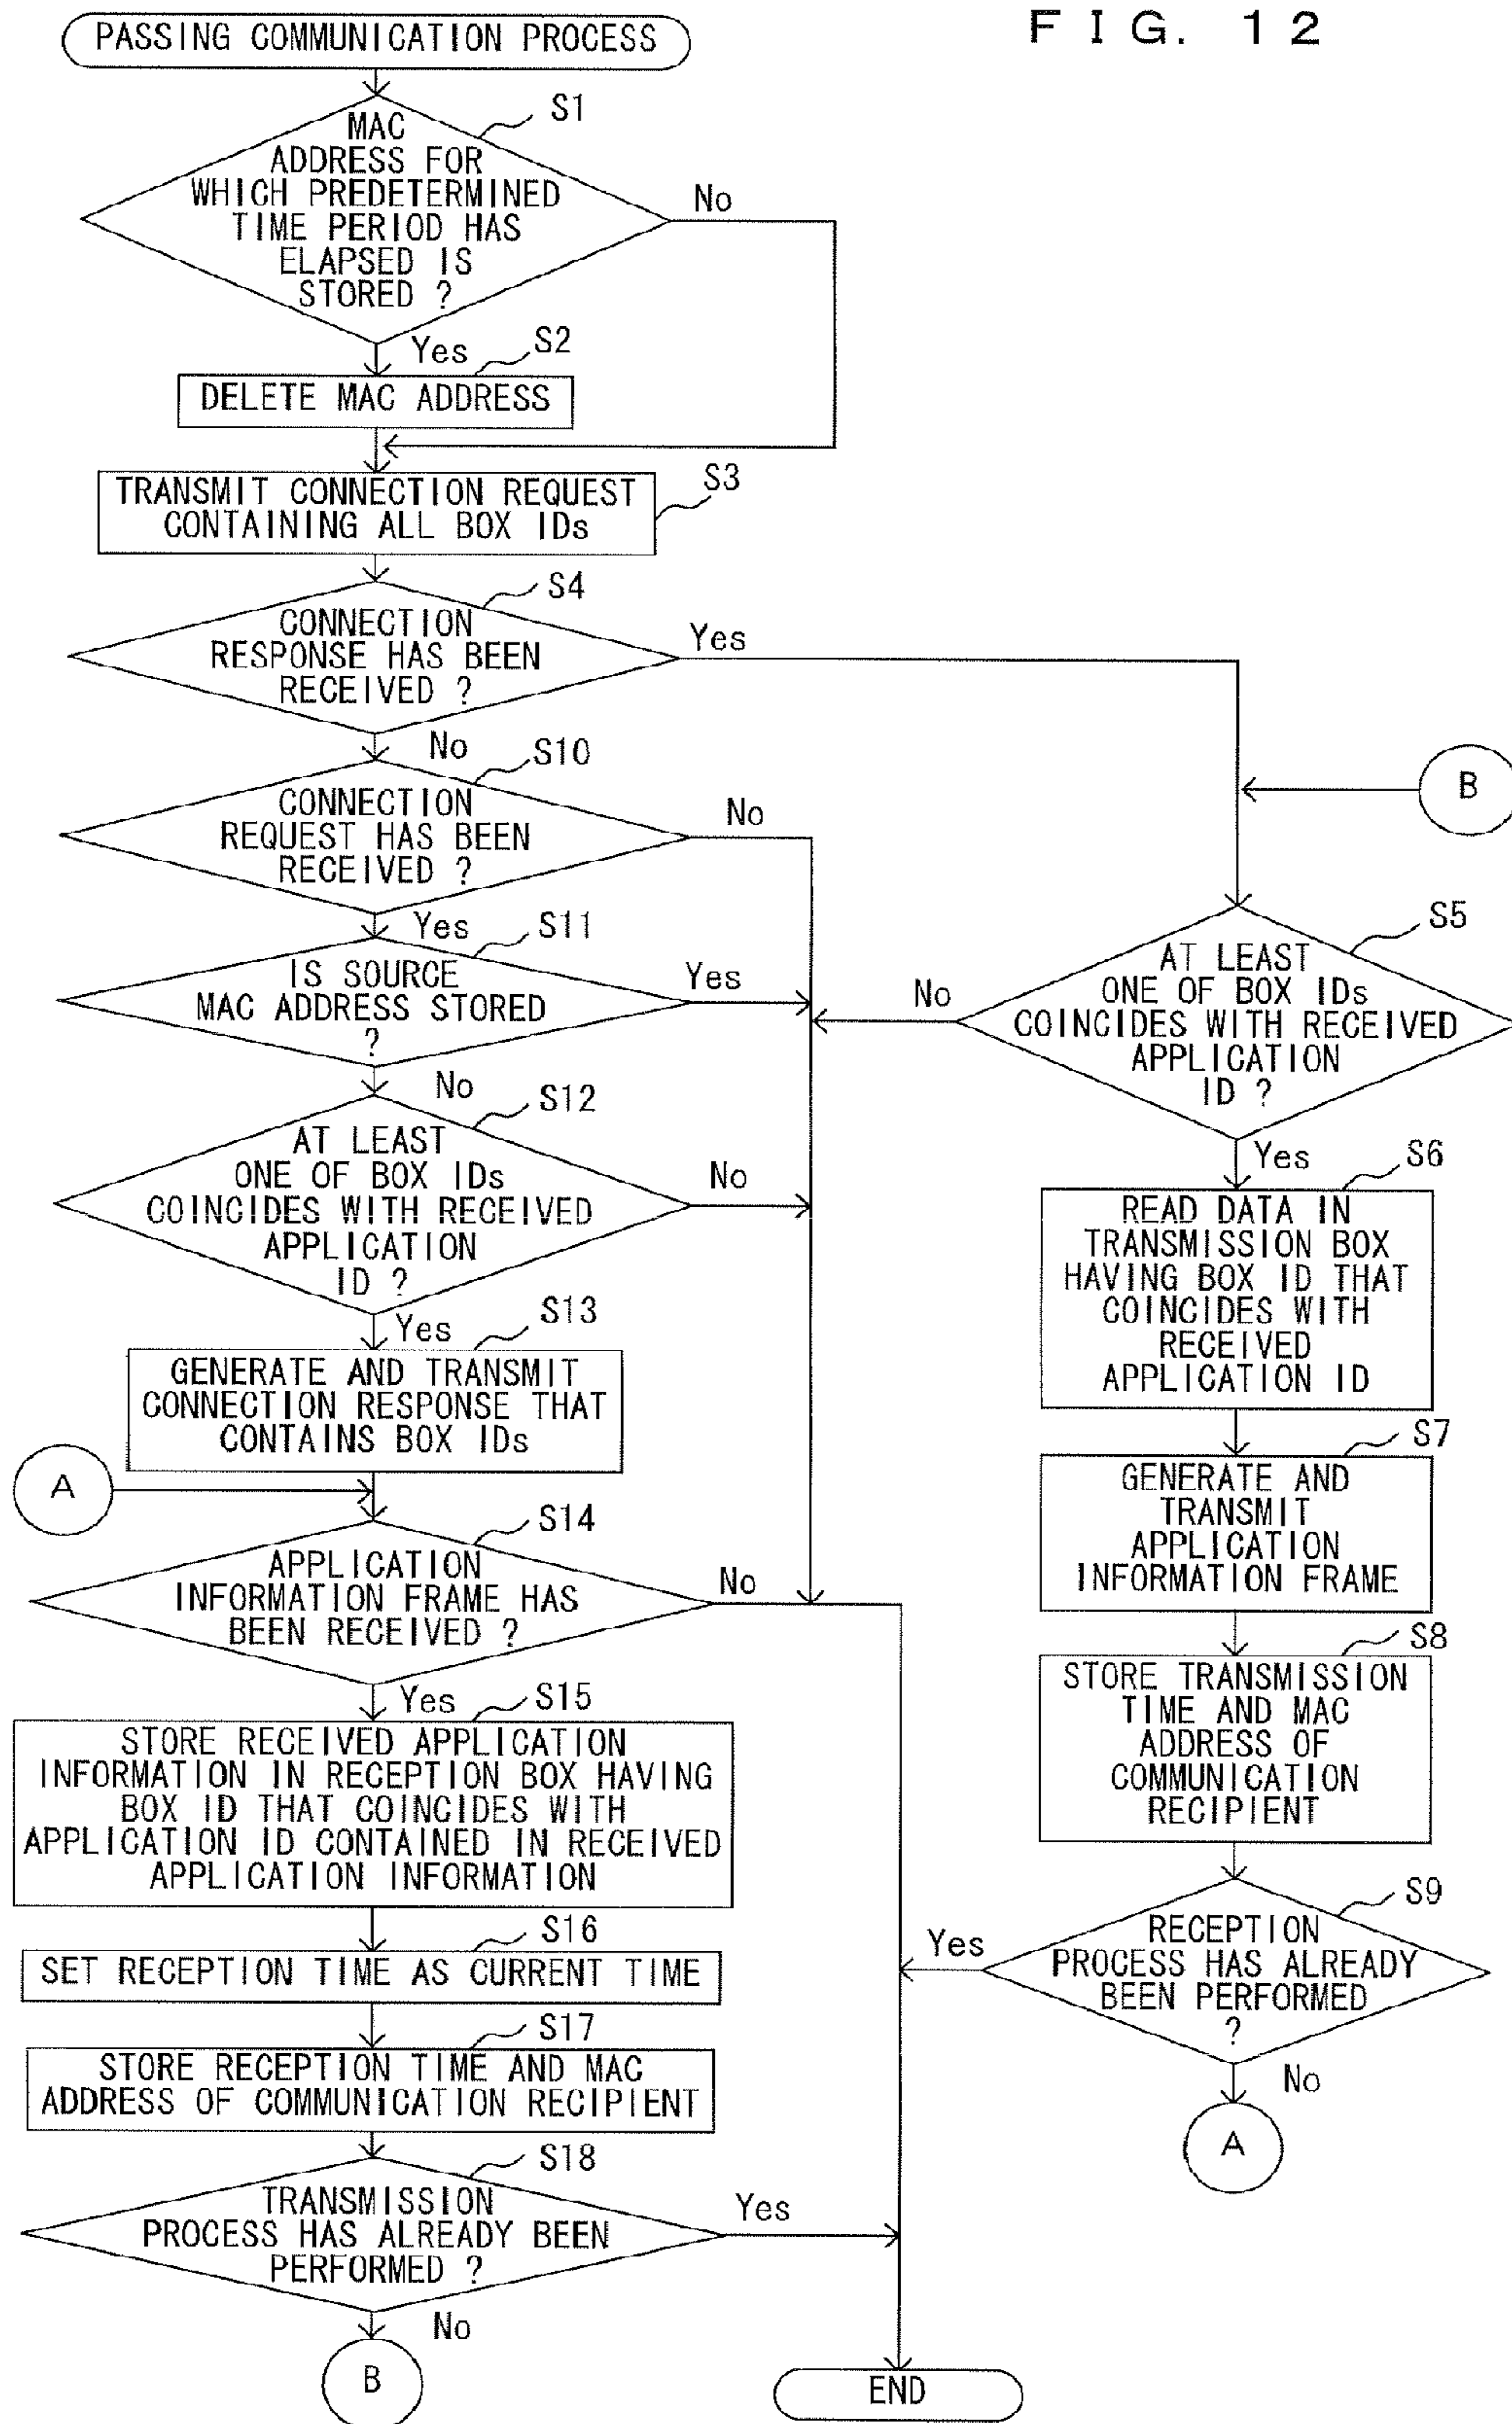 FIG. 12
PASSING COMMUNICATION PROCESS
S1
MAC
ADDRESS FOR
WHICH PREDETERMINED
TIME PERIOD HAS
ELAPSED IS
STORED ?
No
Yes
S2
DELETE MAC ADDRESS
S3
TRANSMIT CONNECTION REQUEST
CONTAINING ALL BOX IDs
S4
CONNECTION
RESPONSE HAS BEEN
RECEIVED ?
Yes
No
S10
CONNECTION
REQUEST HAS BEEN
RECEIVED ?
No
Yes
S11
IS SOURCE
MAC ADDRESS STORED
?
Yes
No
S12
AT LEAST
ONE OF BOX IDs
COINCIDES WITH RECEIVED
APPLICATION
ID ?
No
Yes
S13
GENERATE AND TRANSMIT
CONNECTION RESPONSE THAT
CONTAINS BOX IDs
A
S14
APPLICATION
INFORMATION FRAME HAS
BEEN RECEIVED ?
No
Yes
S15
STORE RECEIVED APPLICATION
INFORMATION IN RECEPTION BOX HAVING
BOX ID THAT COINCIDES WITH
APPLICATION ID CONTAINED IN RECEIVED
APPLICATION INFORMATION
S16
SET RECEPTION TIME AS CURRENT TIME
S17
STORE RECEPTION TIME AND MAC
ADDRESS OF COMMUNICATION RECIPIENT
S18
TRANSMISSION
PROCESS HAS ALREADY BEEN
PERFORMED ?
Yes
No
B
B
S5
AT LEAST
ONE OF BOX IDs
COINCIDES WITH RECEIVED
APPLICATION
ID ?
No
Yes
S6
READ DATA IN
TRANSMISSION BOX
HAVING BOX ID THAT
COINCIDES WITH
RECEIVED
APPLICATION ID
S7
GENERATE AND
TRANSMIT
APPLICATION
INFORMATION FRAME
S8
STORE TRANSMISSION
TIME AND MAC
ADDRESS OF
COMMUNICATION
RECIPIENT
S9
RECEPTION
PROCESS HAS ALREADY
BEEN PERFORMED
?
Yes
No
A
END